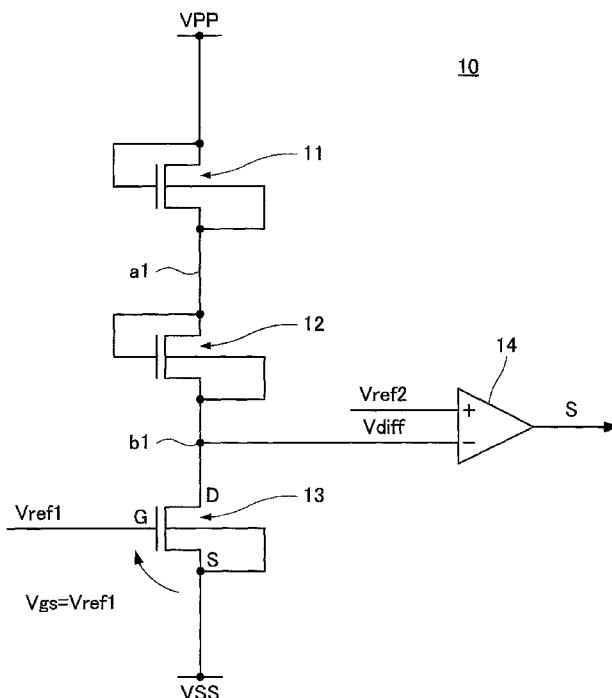 VPP
10
11
a1
12
14
Vref2
+
S
Vdiff
−
b1
D
13
Vref1
G
S
Vgs=Vref1
VSS